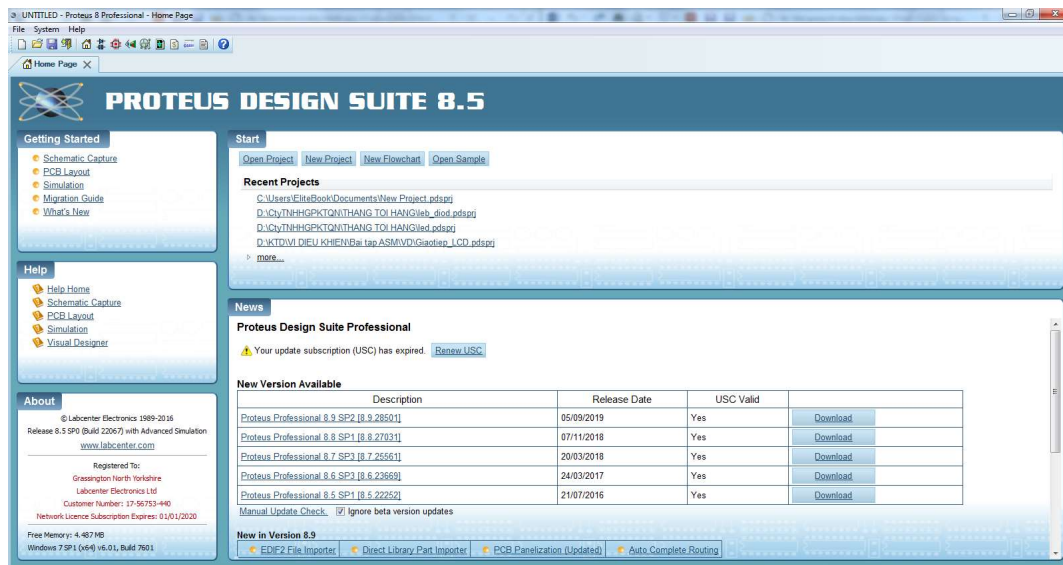 UNTITLED - Proteus 8 Professional - Home Page
File System Help
Home Page
PROTEUS DESIGN SUITE 8.5
Getting Started
Schematic Capture
PCB Layout
Simulation
Migration Guide
What's New
Help
Help Home
Schematic Capture
PCB Layout
Simulation
Visual Designer
About
© Labcenter Electronics 1989-2016
Release 8.5 SP0 (Build 22067) with Advanced Simulation
www.labcenter.com
Registered To:
Grassington North Yorkshire
Labcenter Electronics Ltd
Customer Number: 17-56753-440
Network Licence Subscription Expires: 01/01/2020
Free Memory: 4.487 MB
Windows 7 SP1 (x64) v6.01, Build 7601
Start
Open Project New Project New Flowchart Open Sample
Recent Projects
C:\Users\EliteBook\Documents\New Project.pdsprj
D:\CtyTNHHGPKTQN\THANG TOI HANG\leb_diod.pdsprj
D:\CtyTNHHGPKTQN\THANG TOI HANG\led.pdsprj
D:\KTD\VI DIEU KHIEN\Bai tap ASM\VD\Giaotiep_LCD.pdsprj
more...
News
Proteus Design Suite Professional
Your update subscription (USC) has expired. Renew USC
New Version Available
Description Release Date USC Valid
Proteus Professional 8.9 SP2 [8.9.28501] 05/09/2019 Yes Download
Proteus Professional 8.8 SP1 [8.8.27031] 07/11/2018 Yes Download
Proteus Professional 8.7 SP3 [8.7.25561] 20/03/2018 Yes Download
Proteus Professional 8.6 SP3 [8.6.23669] 24/03/2017 Yes Download
Proteus Professional 8.5 SP1 [8.5.22252] 21/07/2016 Yes Download
Manual Update Check. Ignore beta version updates
New in Version 8.9
EDIF2 File Importer Direct Library Part Importer PCB Panelization (Updated) Auto Complete Routing